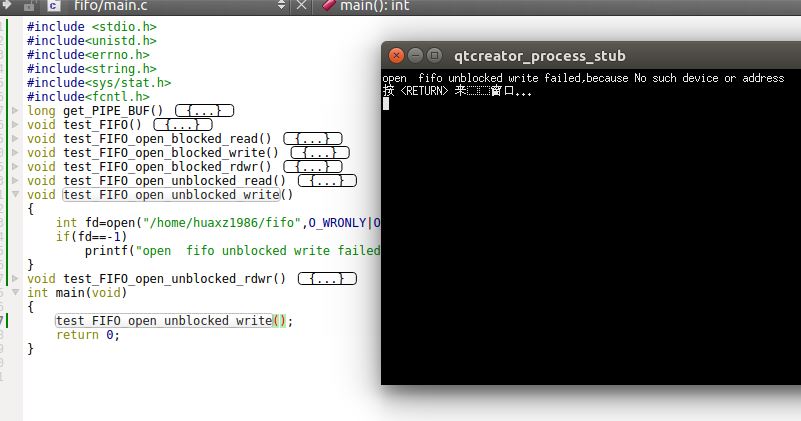 fifo/main.c
main(): int
#include <stdio.h>
#include<unistd.h>
#include<errno.h>
#include<string.h>
#include<sys/stat.h>
#include<fcntl.h>
long get_PIPE_BUF() {...}
void test_FIFO() {...}
void test_FIFO_open_blocked_read() {...}
void test_FIFO_open_blocked_write() {...}
void test_FIFO_open_blocked_rdwr() {...}
void test_FIFO_open_unblocked_read() {...}
void test_FIFO_open_unblocked_write()
{
int fd=open("/home/huaxz1986/fifo",O_WRONLY|O
if(fd==-1)
printf("open  fifo unblocked write failed
}
void test_FIFO_open_unblocked_rdwr() {...}
int main(void)
{
test_FIFO_open_unblocked_write();
return 0;
}
qtcreator_process_stub
open  fifo unblocked write failed,because No such device or address
按 <RETURN> 来窗口...